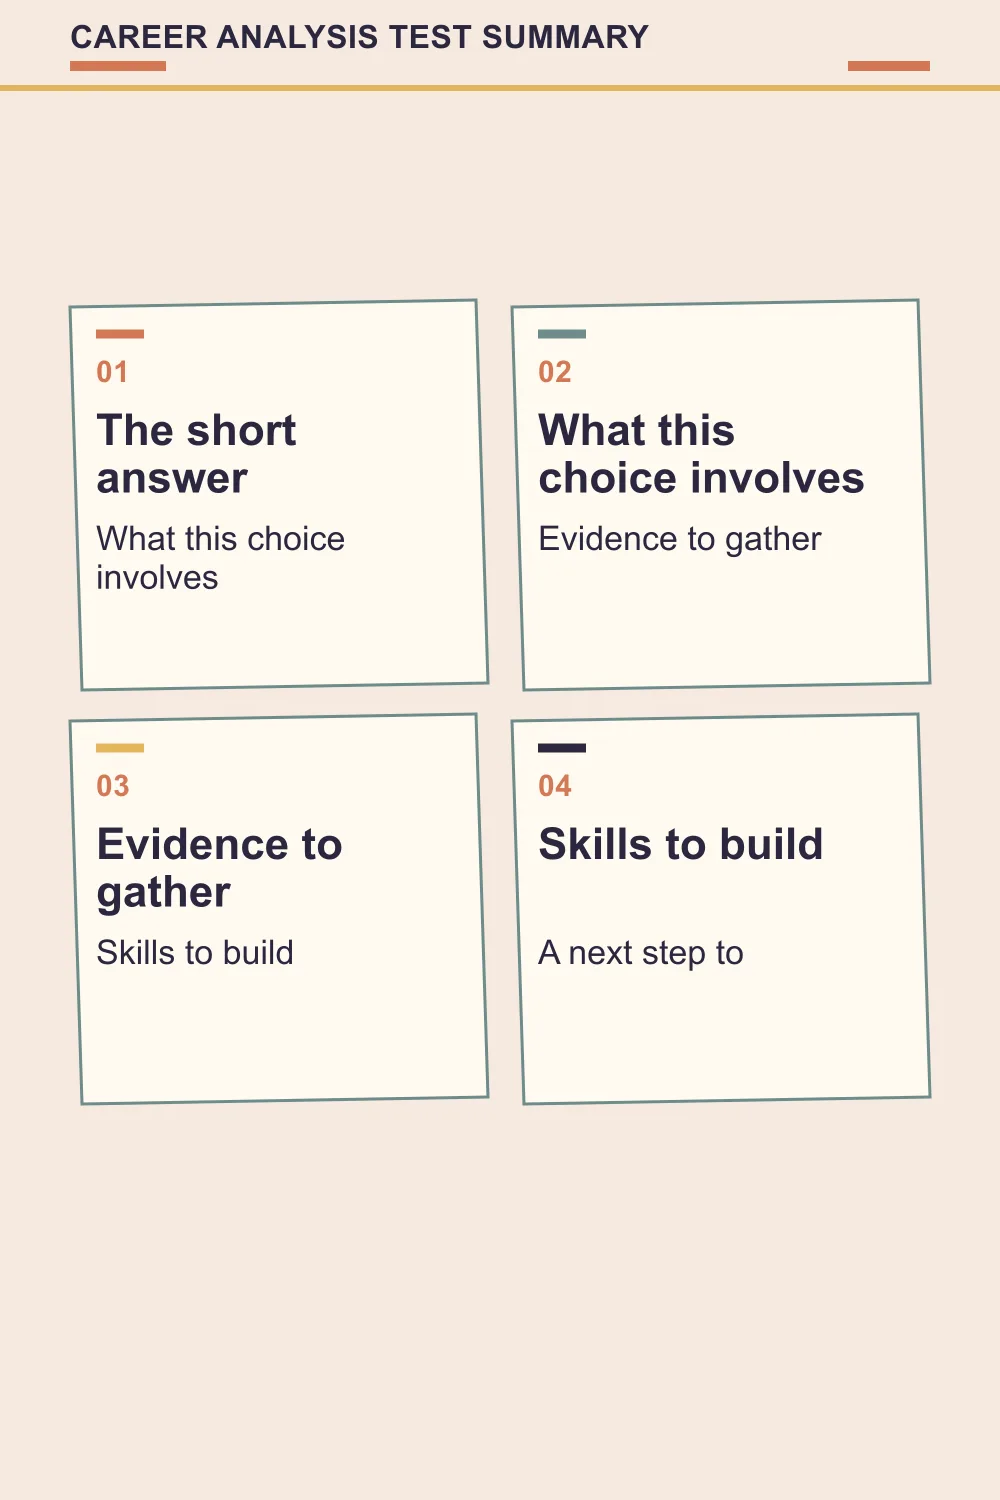 CAREER ANALYSIS TEST SUMMARY
01
The short
answer
What this choice
involves
02
What this
choice involves
Evidence to gather
03
Evidence to
gather
Skills to build
04
Skills to build
A next step to